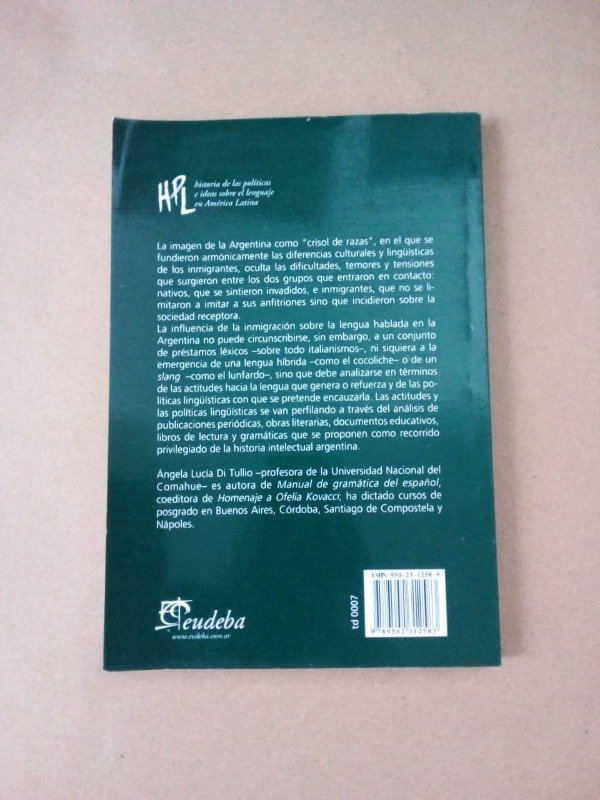 HPL
historia de las políticas
e ideas sobre el lenguaje
en América Latina
La imagen de la Argentina como "crisol de razas", en el que se
fundieron armónicamente las diferencias culturales y lingüísticas
de los inmigrantes, oculta las dificultades, temores y tensiones
que surgieron entre los dos grupos que entraron en contacto:
nativos, que se sintieron invadidos, e inmigrantes, que no se li-
mitaron a imitar a sus anfitriones sino que incidieron sobre la
sociedad receptora.
La influencia de la inmigración sobre la lengua hablada en la
Argentina no puede circunscribirse, sin embargo, a un conjunto
de préstamos léxicos –sobre todo italianismos–, ni siquiera a la
emergencia de una lengua híbrida –como el cocoliche– o de un
slang –como el lunfardo–, sino que debe analizarse en términos
de las actitudes hacia la lengua que genera o refuerza y de las po-
líticas lingüísticas con que se pretende encauzarla. Las actitudes y
las políticas lingüísticas se van perfilando a través del análisis de
publicaciones periódicas, obras literarias, documentos educativos,
libros de lectura y gramáticas que se proponen como recorrido
privilegiado de la historia intelectual argentina.
Ángela Lucía Di Tullio –profesora de la Universidad Nacional del
Comahue– es autora de Manual de gramática del español,
coeditora de Homenaje a Ofelia Kovacci; ha dictado cursos de
posgrado en Buenos Aires, Córdoba, Santiago de Compostela y
Nápoles.
eudeba
www.eudeba.com.ar
td 0007
ISBN 950-23-1258-9
9 789502 312583